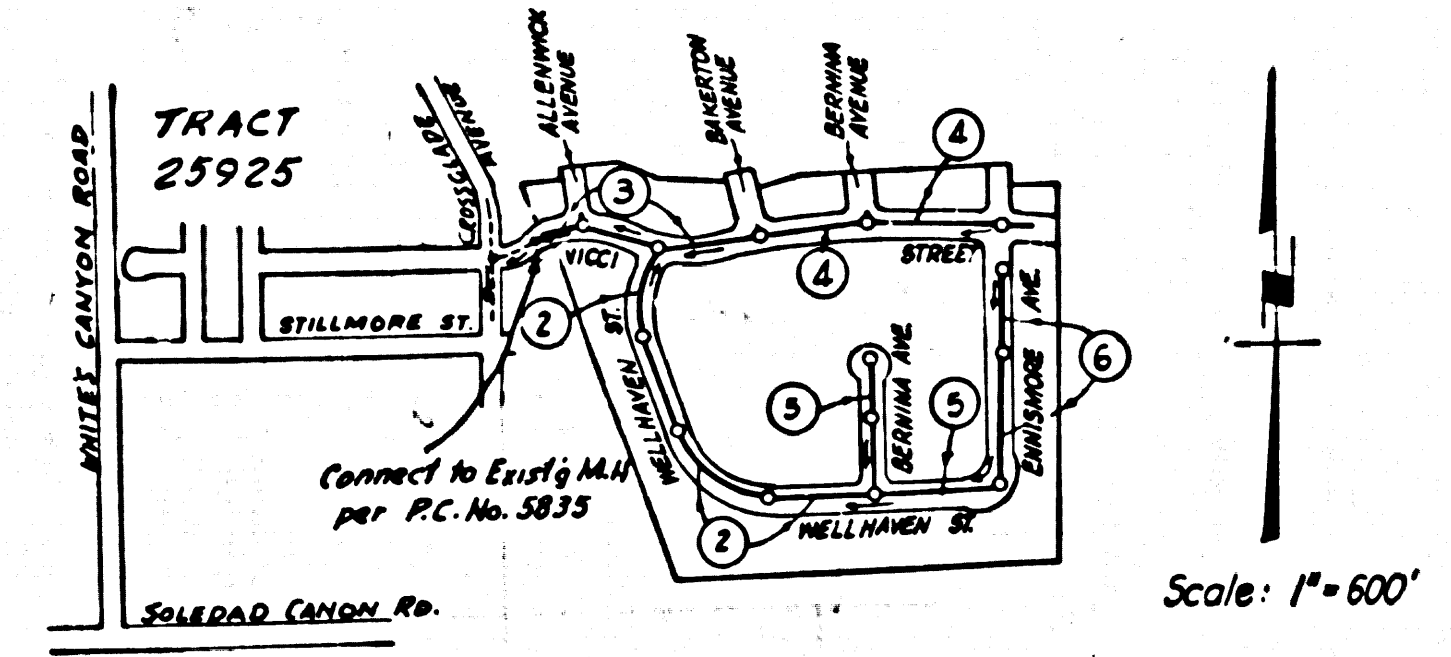 TRACT
25925
WHITES CANYON ROAD
CROSSGLADE
AVENUE
ALLENWICK
AVENUE
BAKERTON
AVENUE
BERNINA
AVENUE
4
3
VICCI
4
STREET
2
STILLMORE ST.
WELLHAVEN ST.
5
BERNINA AVE.
5
ENNISMORE AVE.
6
Connect to Exist'g M.H
per P.C. No. 5835
2
WELLHAVEN ST.
SOLEDAD CANON RD.
Scale: 1" = 600'